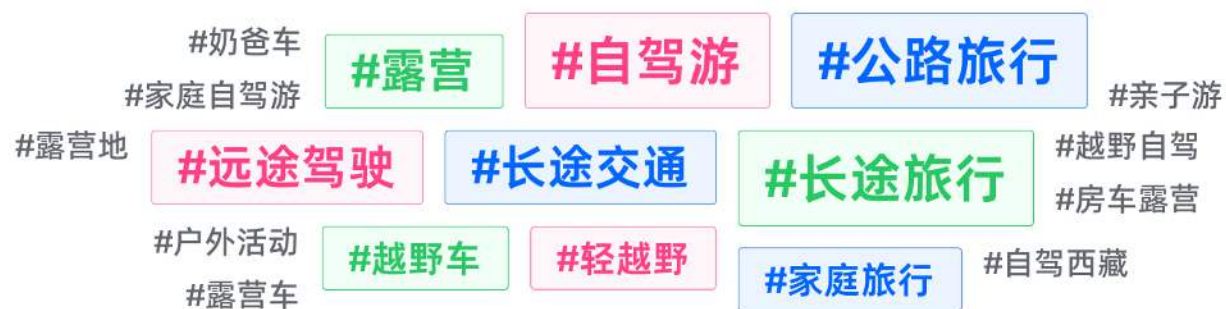 #奶爸车
#露营
#自驾游
#公路旅行
#家庭自驾游
#亲子游
#露营地
#远途驾驶
#长途交通
#长途旅行
#越野自驾
#房车露营
#户外活动
#越野车
#轻越野
#家庭旅行
#自驾西藏
#露营车